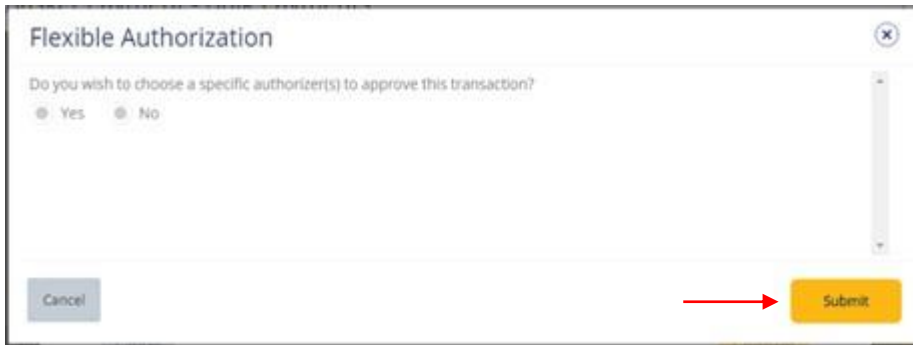 Flexible Authorization
Do you wish to choose a specific authorizer(s) to approve this transaction?
Yes No
Cancel Submit